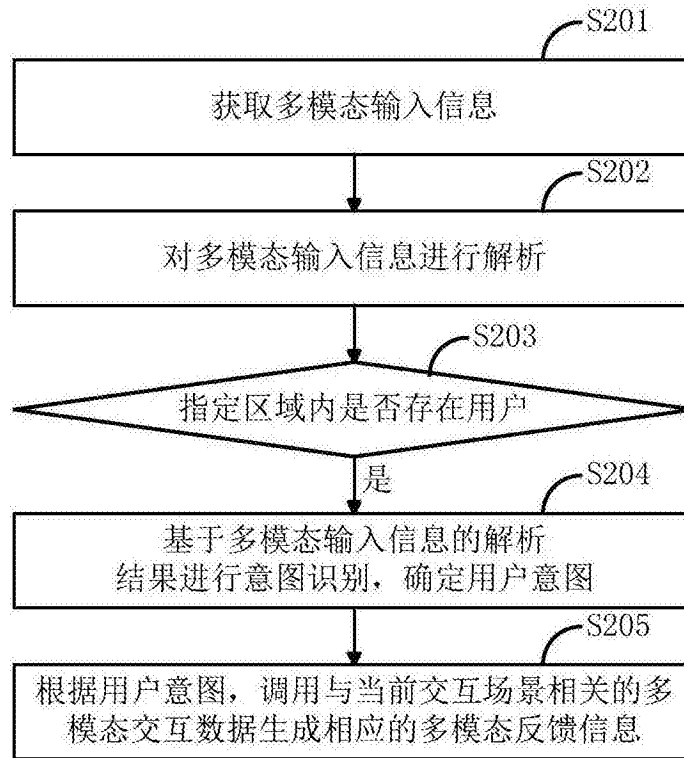 S201
获取多模态输入信息
S202
对多模态输入信息进行解析
S203
指定区域内是否存在用户
是
S204
基于多模态输入信息的解析
结果进行意图识别，确定用户意图
S205
根据用户意图，调用与当前交互场景相关的多
模态交互数据生成相应的多模态反馈信息